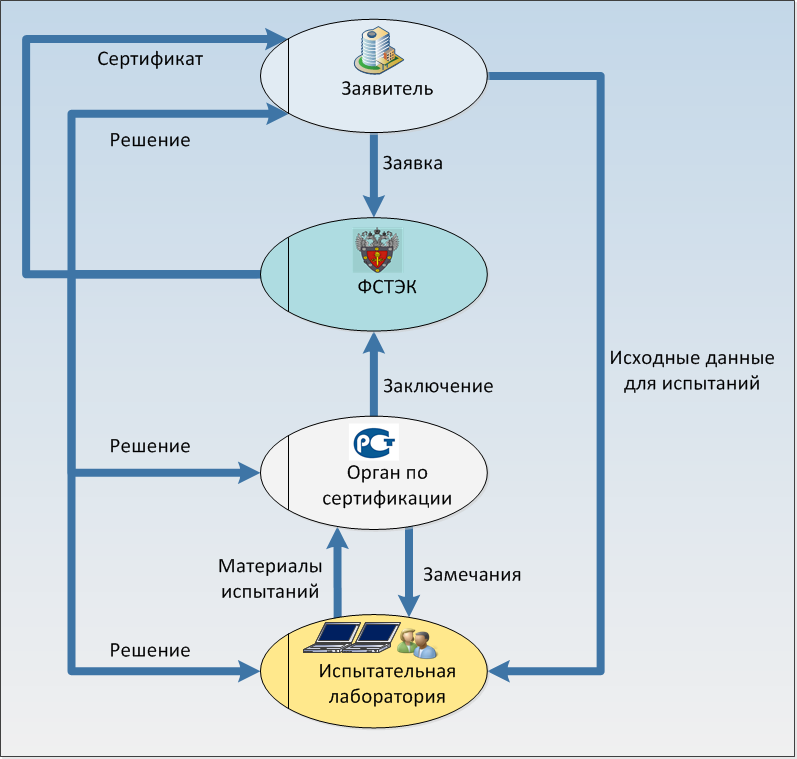 Сертификат
Заявитель
Решение
Заявка
ФСТЭК
Исходные данные
для испытаний
Заключение
РСТ
Решение
Орган по
сертификации
Материалы
испытаний
Замечания
Решение
Испытательная
лаборатория